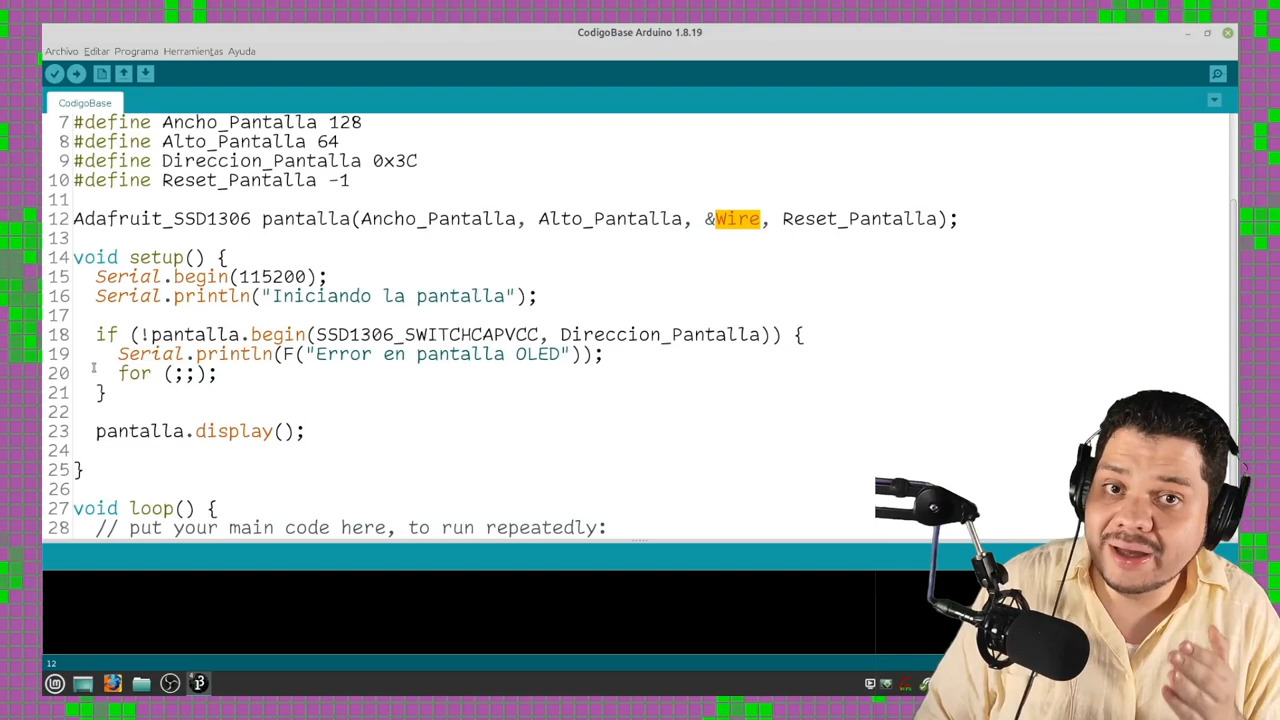 CodigoBase Arduino 1.8.19
Archivo Editar Programa Herramientas Ayuda
CodigoBase
7 #define Ancho_Pantalla 128
8 #define Alto_Pantalla 64
9 #define Direccion_Pantalla 0x3C
10 #define Reset_Pantalla -1
11
12 Adafruit_SSD1306 pantalla(Ancho_Pantalla, Alto_Pantalla, &Wire, Reset_Pantalla);
13
14 void setup() {
15 Serial.begin(115200);
16 Serial.println("Iniciando la pantalla");
17
18 if (!pantalla.begin(SSD1306_SWITCHCAPVCC, Direccion_Pantalla)) {
19 Serial.println(F("Error en pantalla OLED"));
20 for (;;);
21 }
22
23 pantalla.display();
24
25 }
26
27 void loop() {
28 // put your main code here, to run repeatedly:
12